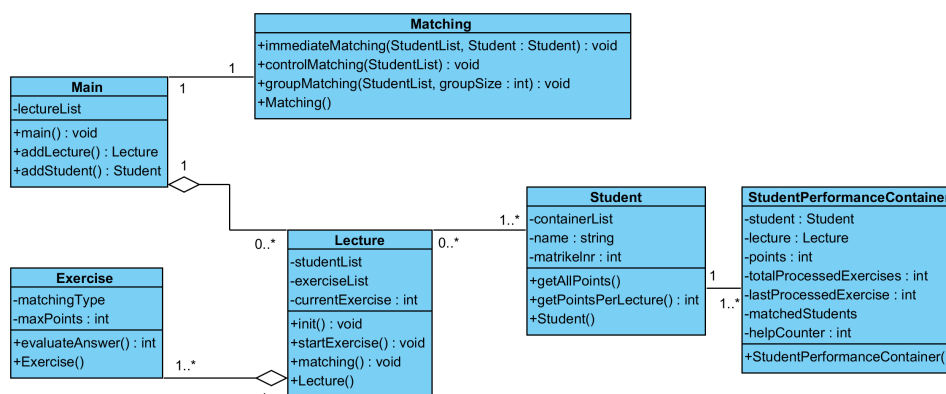 Matching
+immediateMatching(StudentList, Student : Student) : void
+controlMatching(StudentList) : void
+groupMatching(StudentList, groupSize : int) : void
+Matching()
1
1
Main
-lectureList
+main() : void
+addLecture() : Lecture
+addStudent() : Student
1
0..*
Lecture
-studentList
-exerciseList
-currentExercise : int
+init() : void
+startExercise() : void
+matching() : void
+Lecture()
0..*
1..*
Student
-containerList
-name : string
-matrikelnr : int
+getAllPoints()
+getPointsPerLecture() : int
+Student()
1
1..*
StudentPerformanceContainer
-student : Student
-lecture : Lecture
-points : int
-totalProcessedExercises : int
-lastProcessedExercise : int
-matchedStudents
-helpCounter : int
+StudentPerformanceContainer()
Exercise
-matchingType
-maxPoints : int
+evaluateAnswer() : int
+Exercise()
1..*